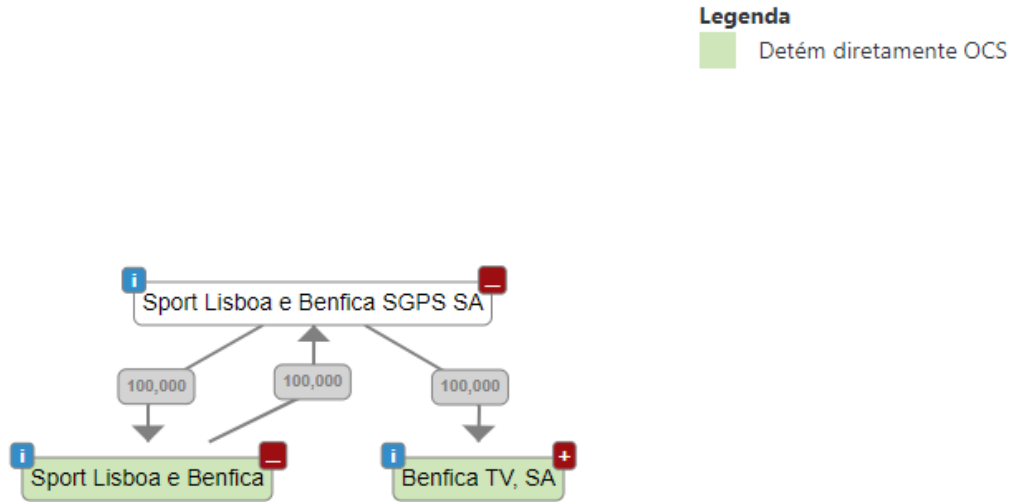 Legenda
Detém diretamente OCS
i
_
Sport Lisboa e Benfica SGPS SA
100,000
100,000
100,000
i
_
Sport Lisboa e Benfica
i
+
Benfica TV, SA